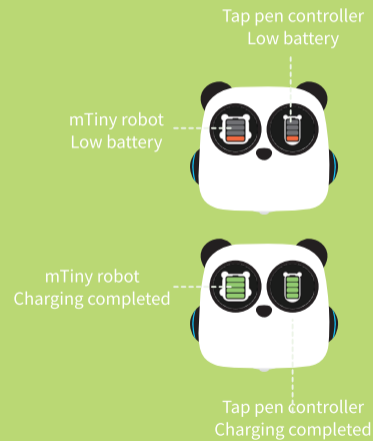 Tap pen controller
Low battery
mTiny robot
Low battery
mTiny robot
Charging completed
Tap pen controller
Charging completed